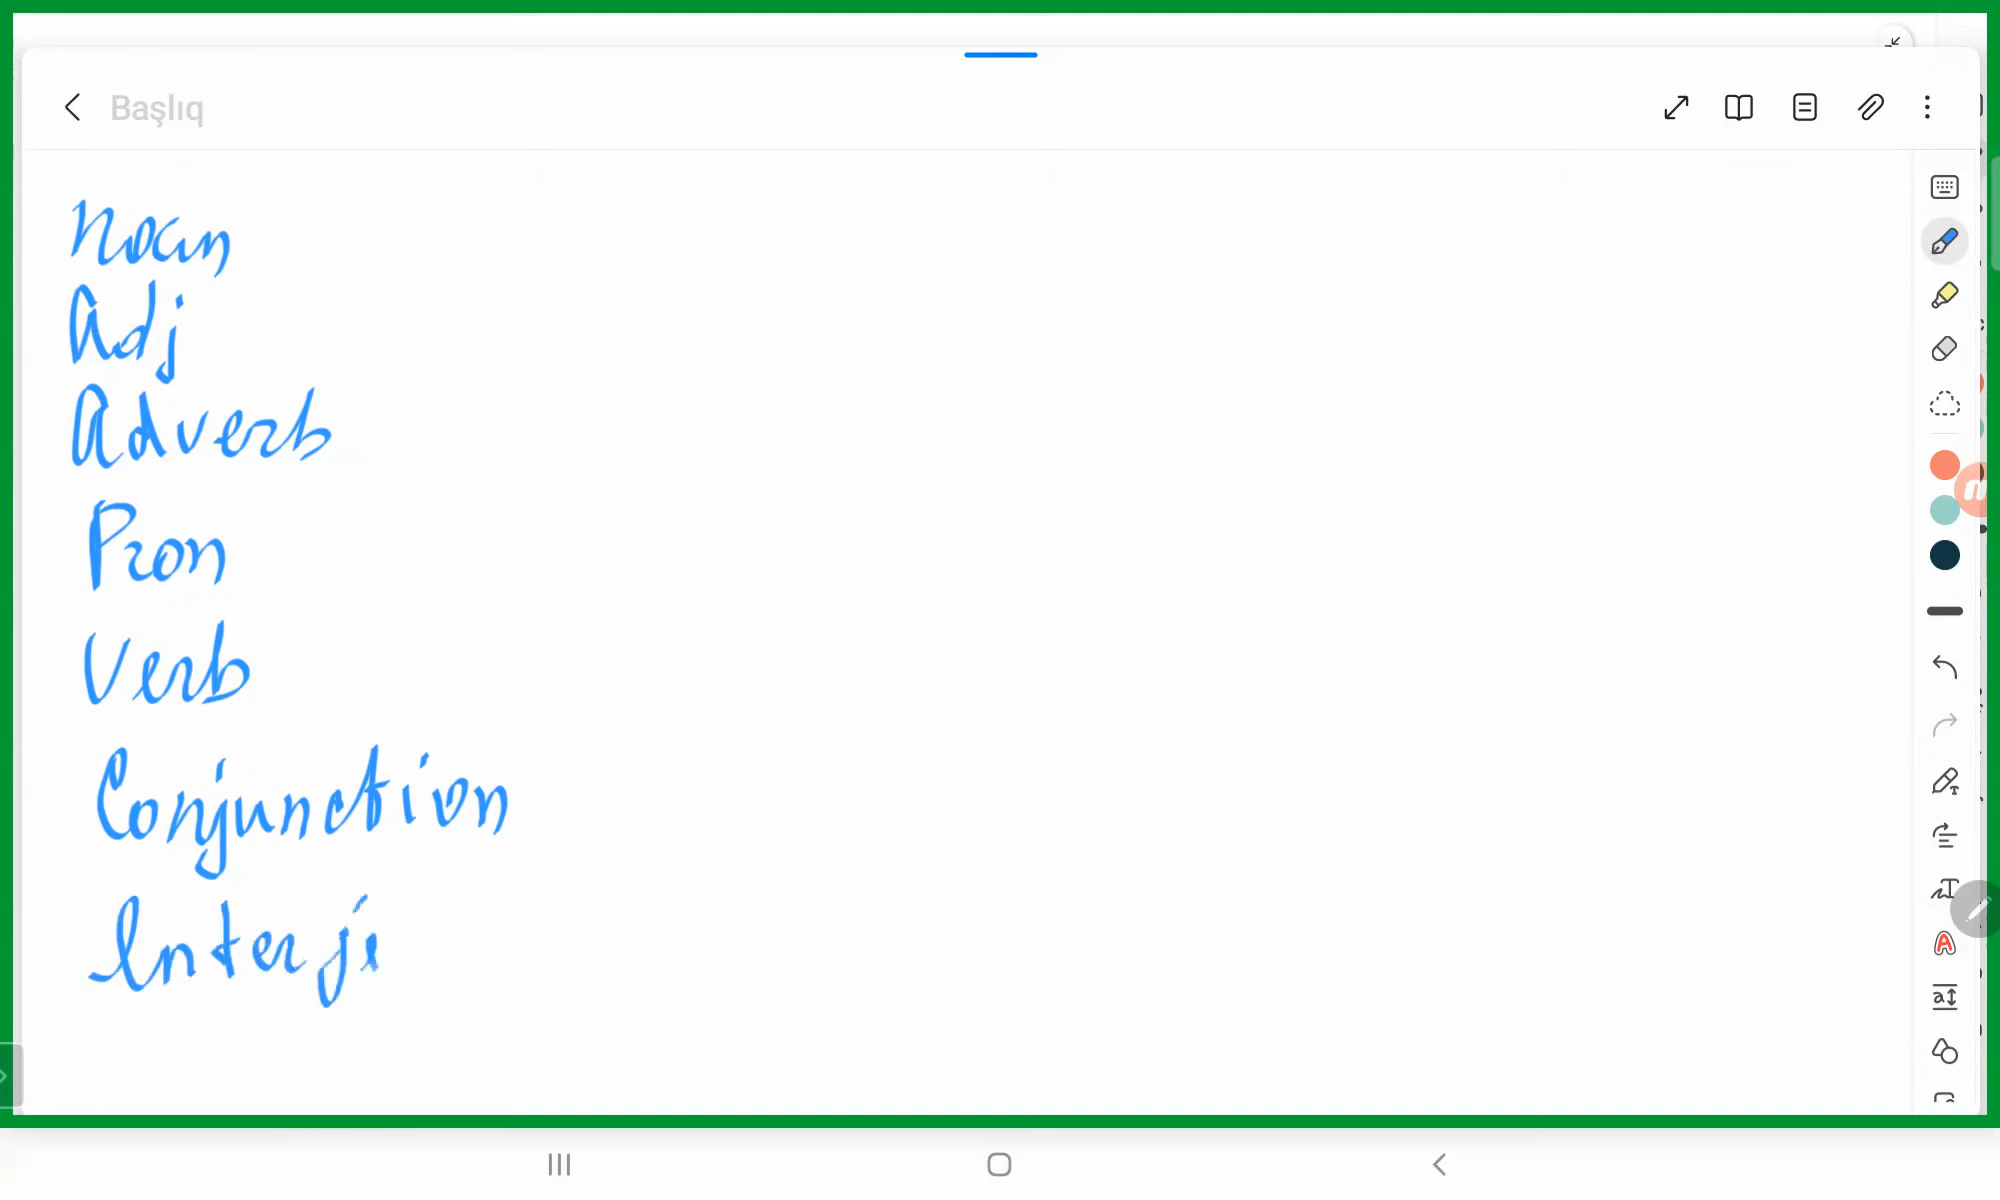 Başlıq
Noun
Adj
Adverb
Pron
Verb
Conjunction
Interji